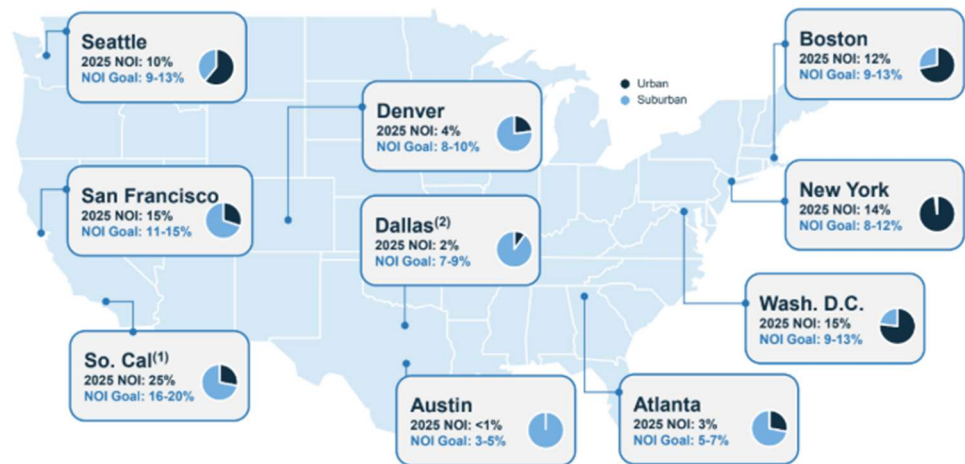 Seattle
2025 NOI: 10%
NOI Goal: 9-13%
Boston
2025 NOI: 12%
NOI Goal: 9-13%
Urban
Suburban
Denver
2025 NOI: 4%
NOI Goal: 8-10%
San Francisco
2025 NOI: 15%
NOI Goal: 11-15%
New York
2025 NOI: 14%
NOI Goal: 8-12%
Dallas(2)
2025 NOI: 2%
NOI Goal: 7-9%
Wash. D.C.
2025 NOI: 15%
NOI Goal: 9-13%
So. Cal(1)
2025 NOI: 25%
NOI Goal: 16-20%
Austin
2025 NOI: <1%
NOI Goal: 3-5%
Atlanta
2025 NOI: 3%
NOI Goal: 5-7%